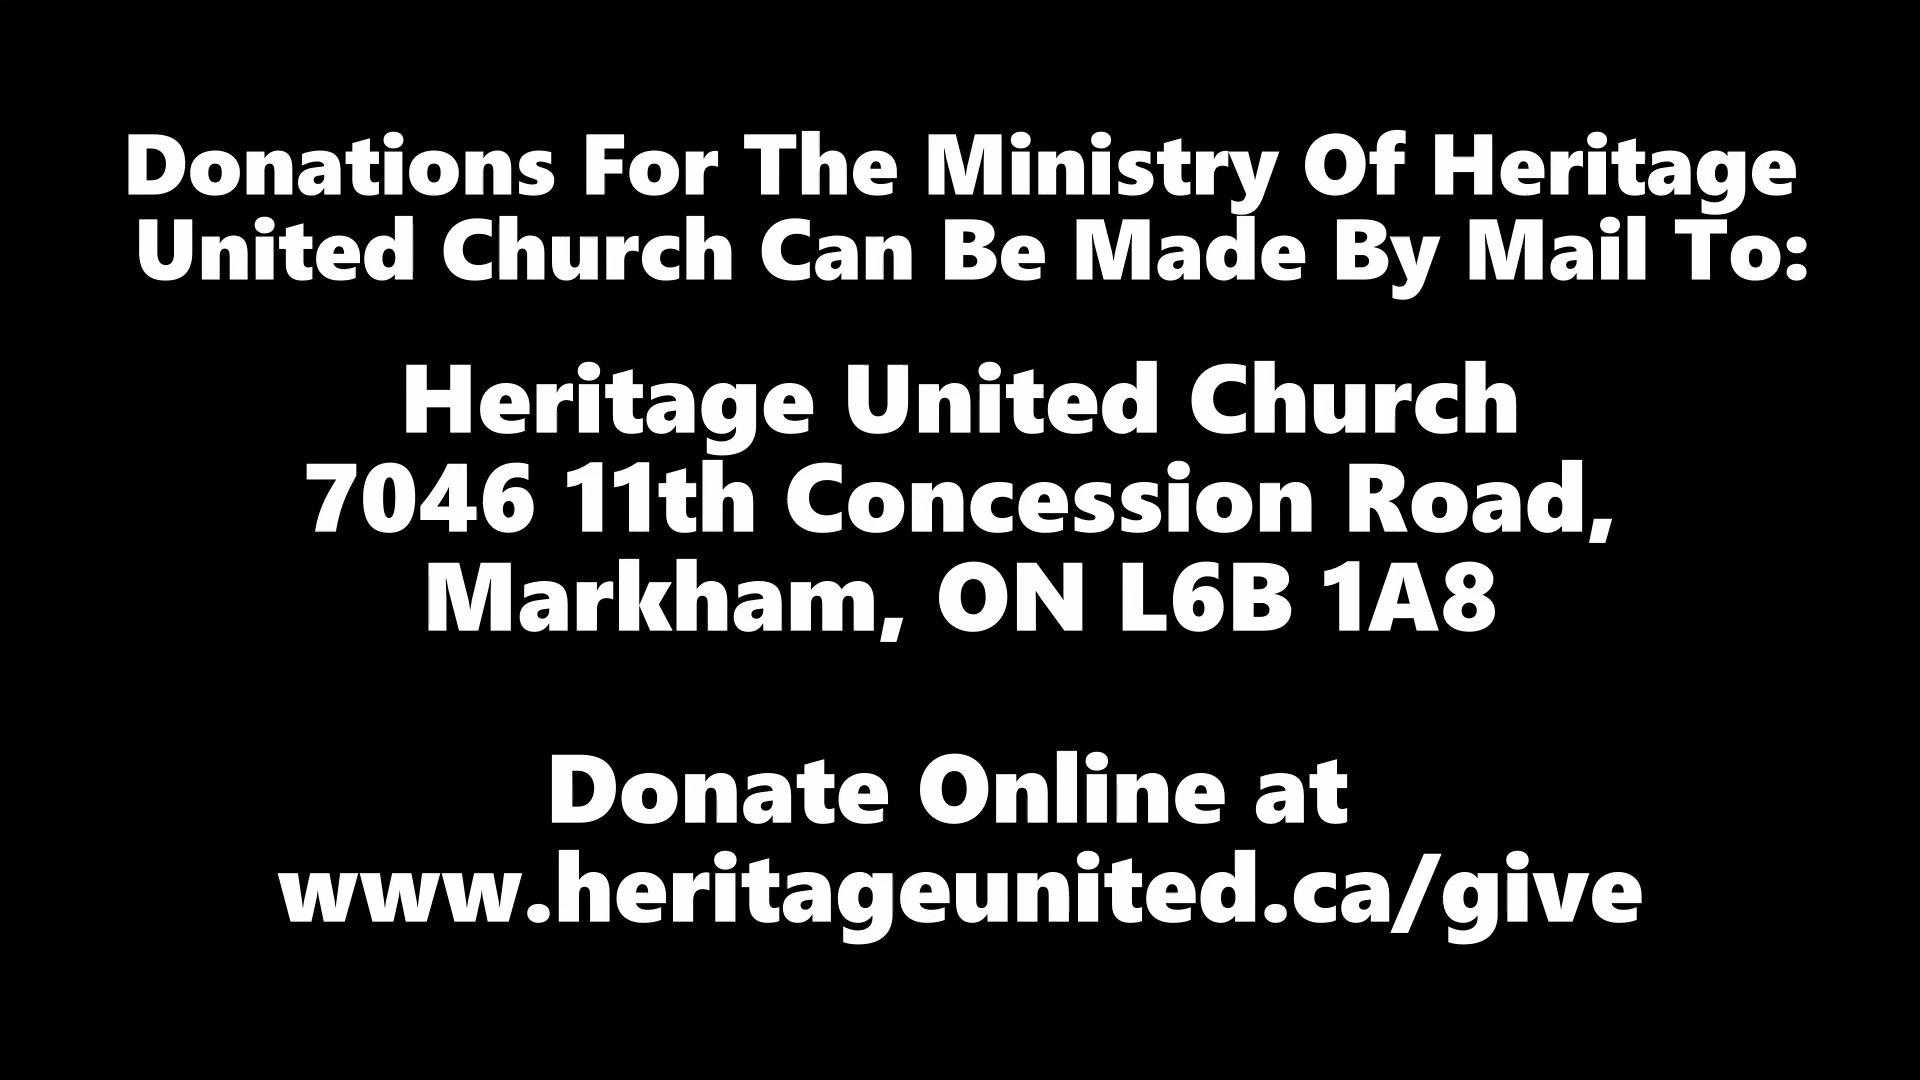 Donations For The Ministry Of Heritage
United Church Can Be Made By Mail To:
Heritage United Church
7046 11th Concession Road,
Markham, ON L6B 1A8
Donate Online at
www.heritageunited.ca/give